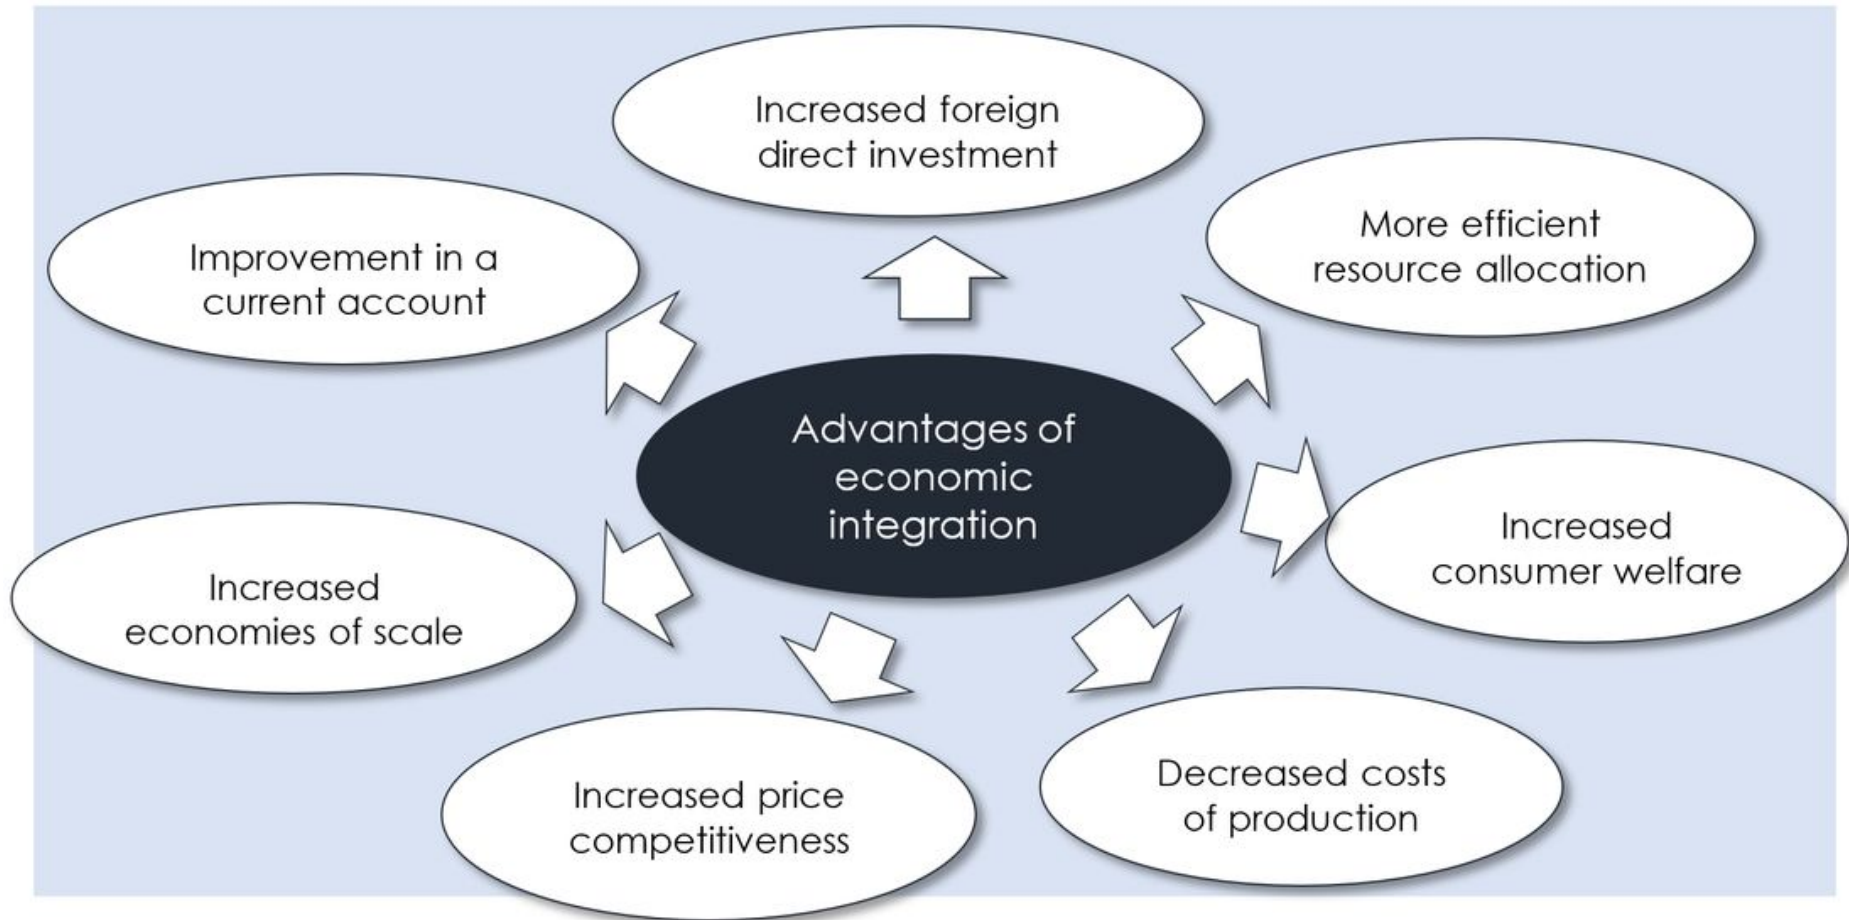 Increased foreign
direct investment
More efficient
resource allocation
Improvement in a
current account
Advantages of
economic
integration
Increased
consumer welfare
Increased
economies of scale
Decreased costs
of production
Increased price
competitiveness